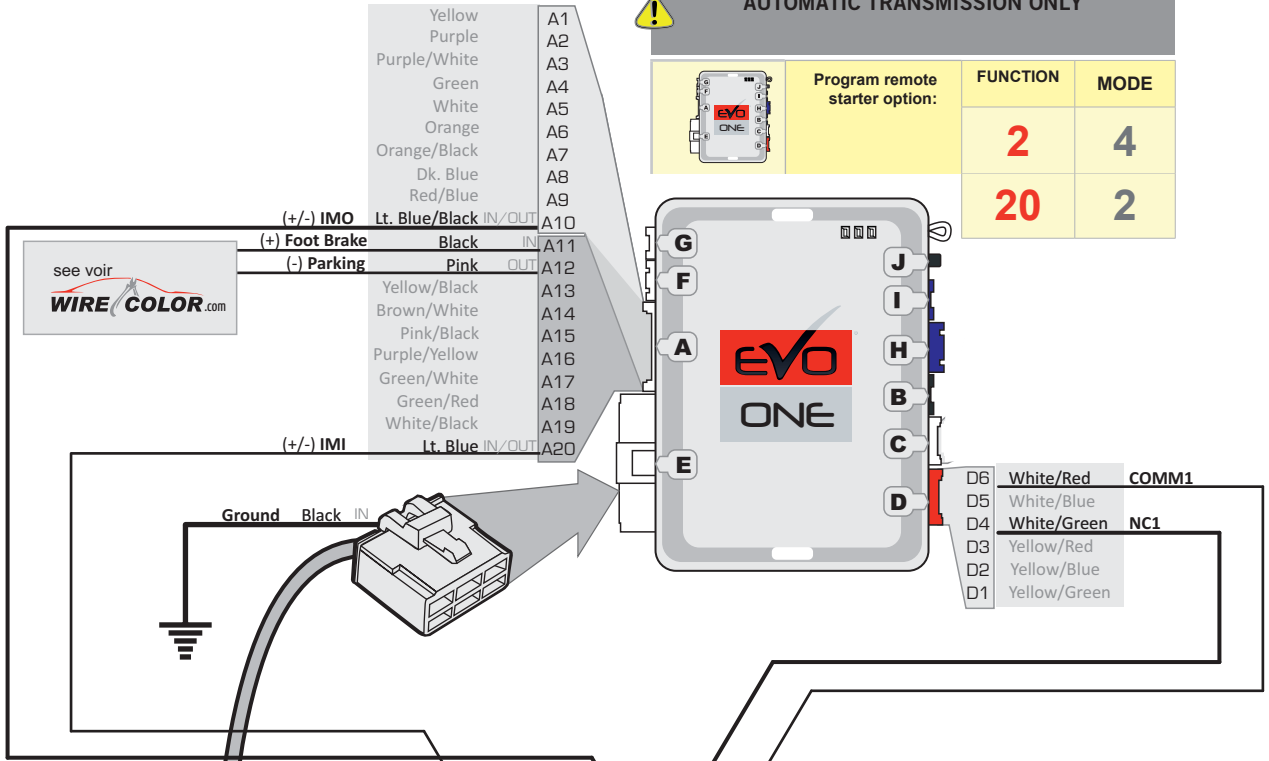 AUTOMATIC TRANSMISSION ONLY
Program remote starter option:
FUNCTION MODE
2 4
20 2
Yellow A1
Purple A2
Purple/White A3
Green A4
White A5
Orange A6
Orange/Black A7
Dk. Blue A8
Red/Blue A9
(+/-) IMO Lt. Blue/Black IN/OUT A10
(+) Foot Brake Black IN A11
(-) Parking Pink OUT A12
Yellow/Black A13
Brown/White A14
Pink/Black A15
Purple/Yellow A16
Green/White A17
Green/Red A18
White/Black A19
(+/-) IMI Lt. Blue IN/OUT A20
see voir
WIRE COLOR.com
Ground Black IN
G
F
A
E
J
I
H
B
C
D
EVO
ONE
D6 White/Red COMM1
D5 White/Blue
D4 White/Green NC1
D3 Yellow/Red
D2 Yellow/Blue
D1 Yellow/Green